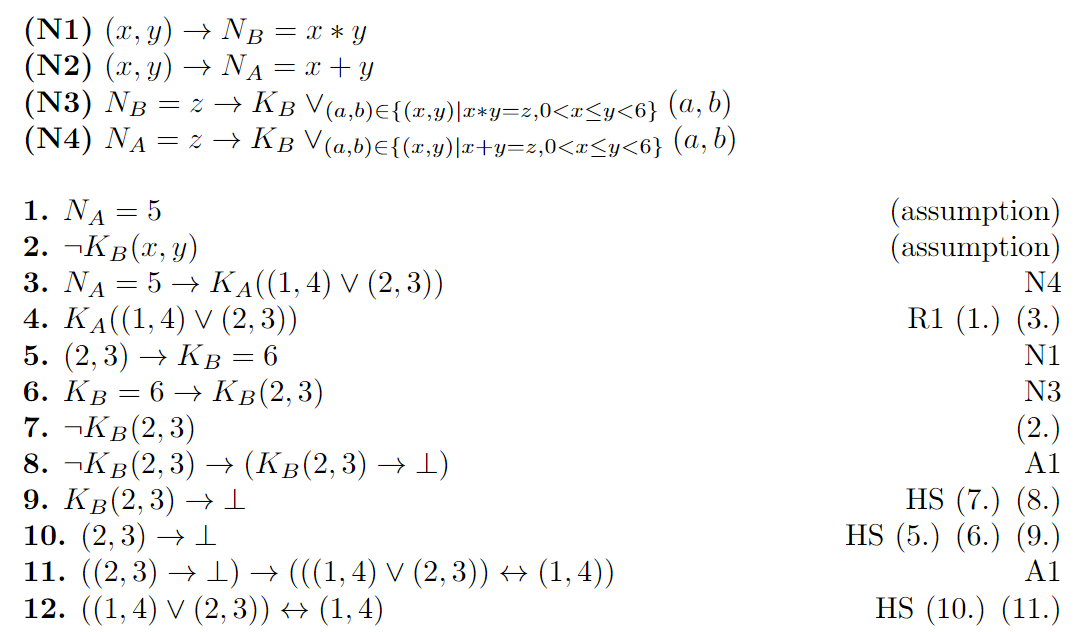 (N1) (x, y) → N_B = x ∗ y
(N2) (x, y) → N_A = x + y
(N3) N_B = z → K_B ∨_{(a,b)∈{(x,y)|x∗y=z,0<x≤y<6}} (a, b)
(N4) N_A = z → K_B ∨_{(a,b)∈{(x,y)|x+y=z,0<x≤y<6}} (a, b)
1. N_A = 5 (assumption)
2. ¬K_B(x, y) (assumption)
3. N_A = 5 → K_A((1, 4) ∨ (2, 3)) N4
4. K_A((1, 4) ∨ (2, 3)) R1 (1.) (3.)
5. (2, 3) → K_B = 6 N1
6. K_B = 6 → K_B(2, 3) N3
7. ¬K_B(2, 3) (2.)
8. ¬K_B(2, 3) → (K_B(2, 3) → ⊥) A1
9. K_B(2, 3) → ⊥ HS (7.) (8.)
10. (2, 3) → ⊥ HS (5.) (6.) (9.)
11. ((2, 3) → ⊥) → (((1, 4) ∨ (2, 3)) ↔ (1, 4)) A1
12. ((1, 4) ∨ (2, 3)) ↔ (1, 4) HS (10.) (11.)